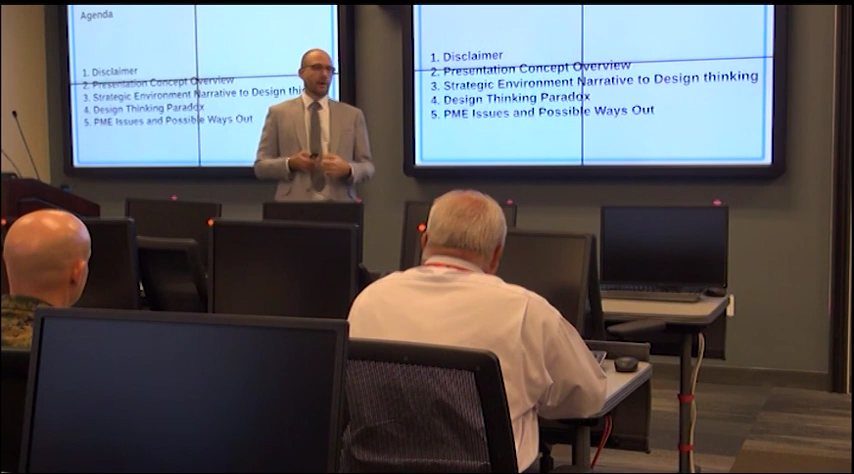 Agenda
1. Disclaimer
2. Presentation Concept Overview
3. Strategic Environment Narrative to Design thin
4. Design Thinking Paradox
5. PME Issues and Possible Ways Out
1. Disclaimer
2. Presentation Concept Overview
3. Strategic Environment Narrative to Design thinking
4. Design Thinking Paradox
5. PME Issues and Possible Ways Out